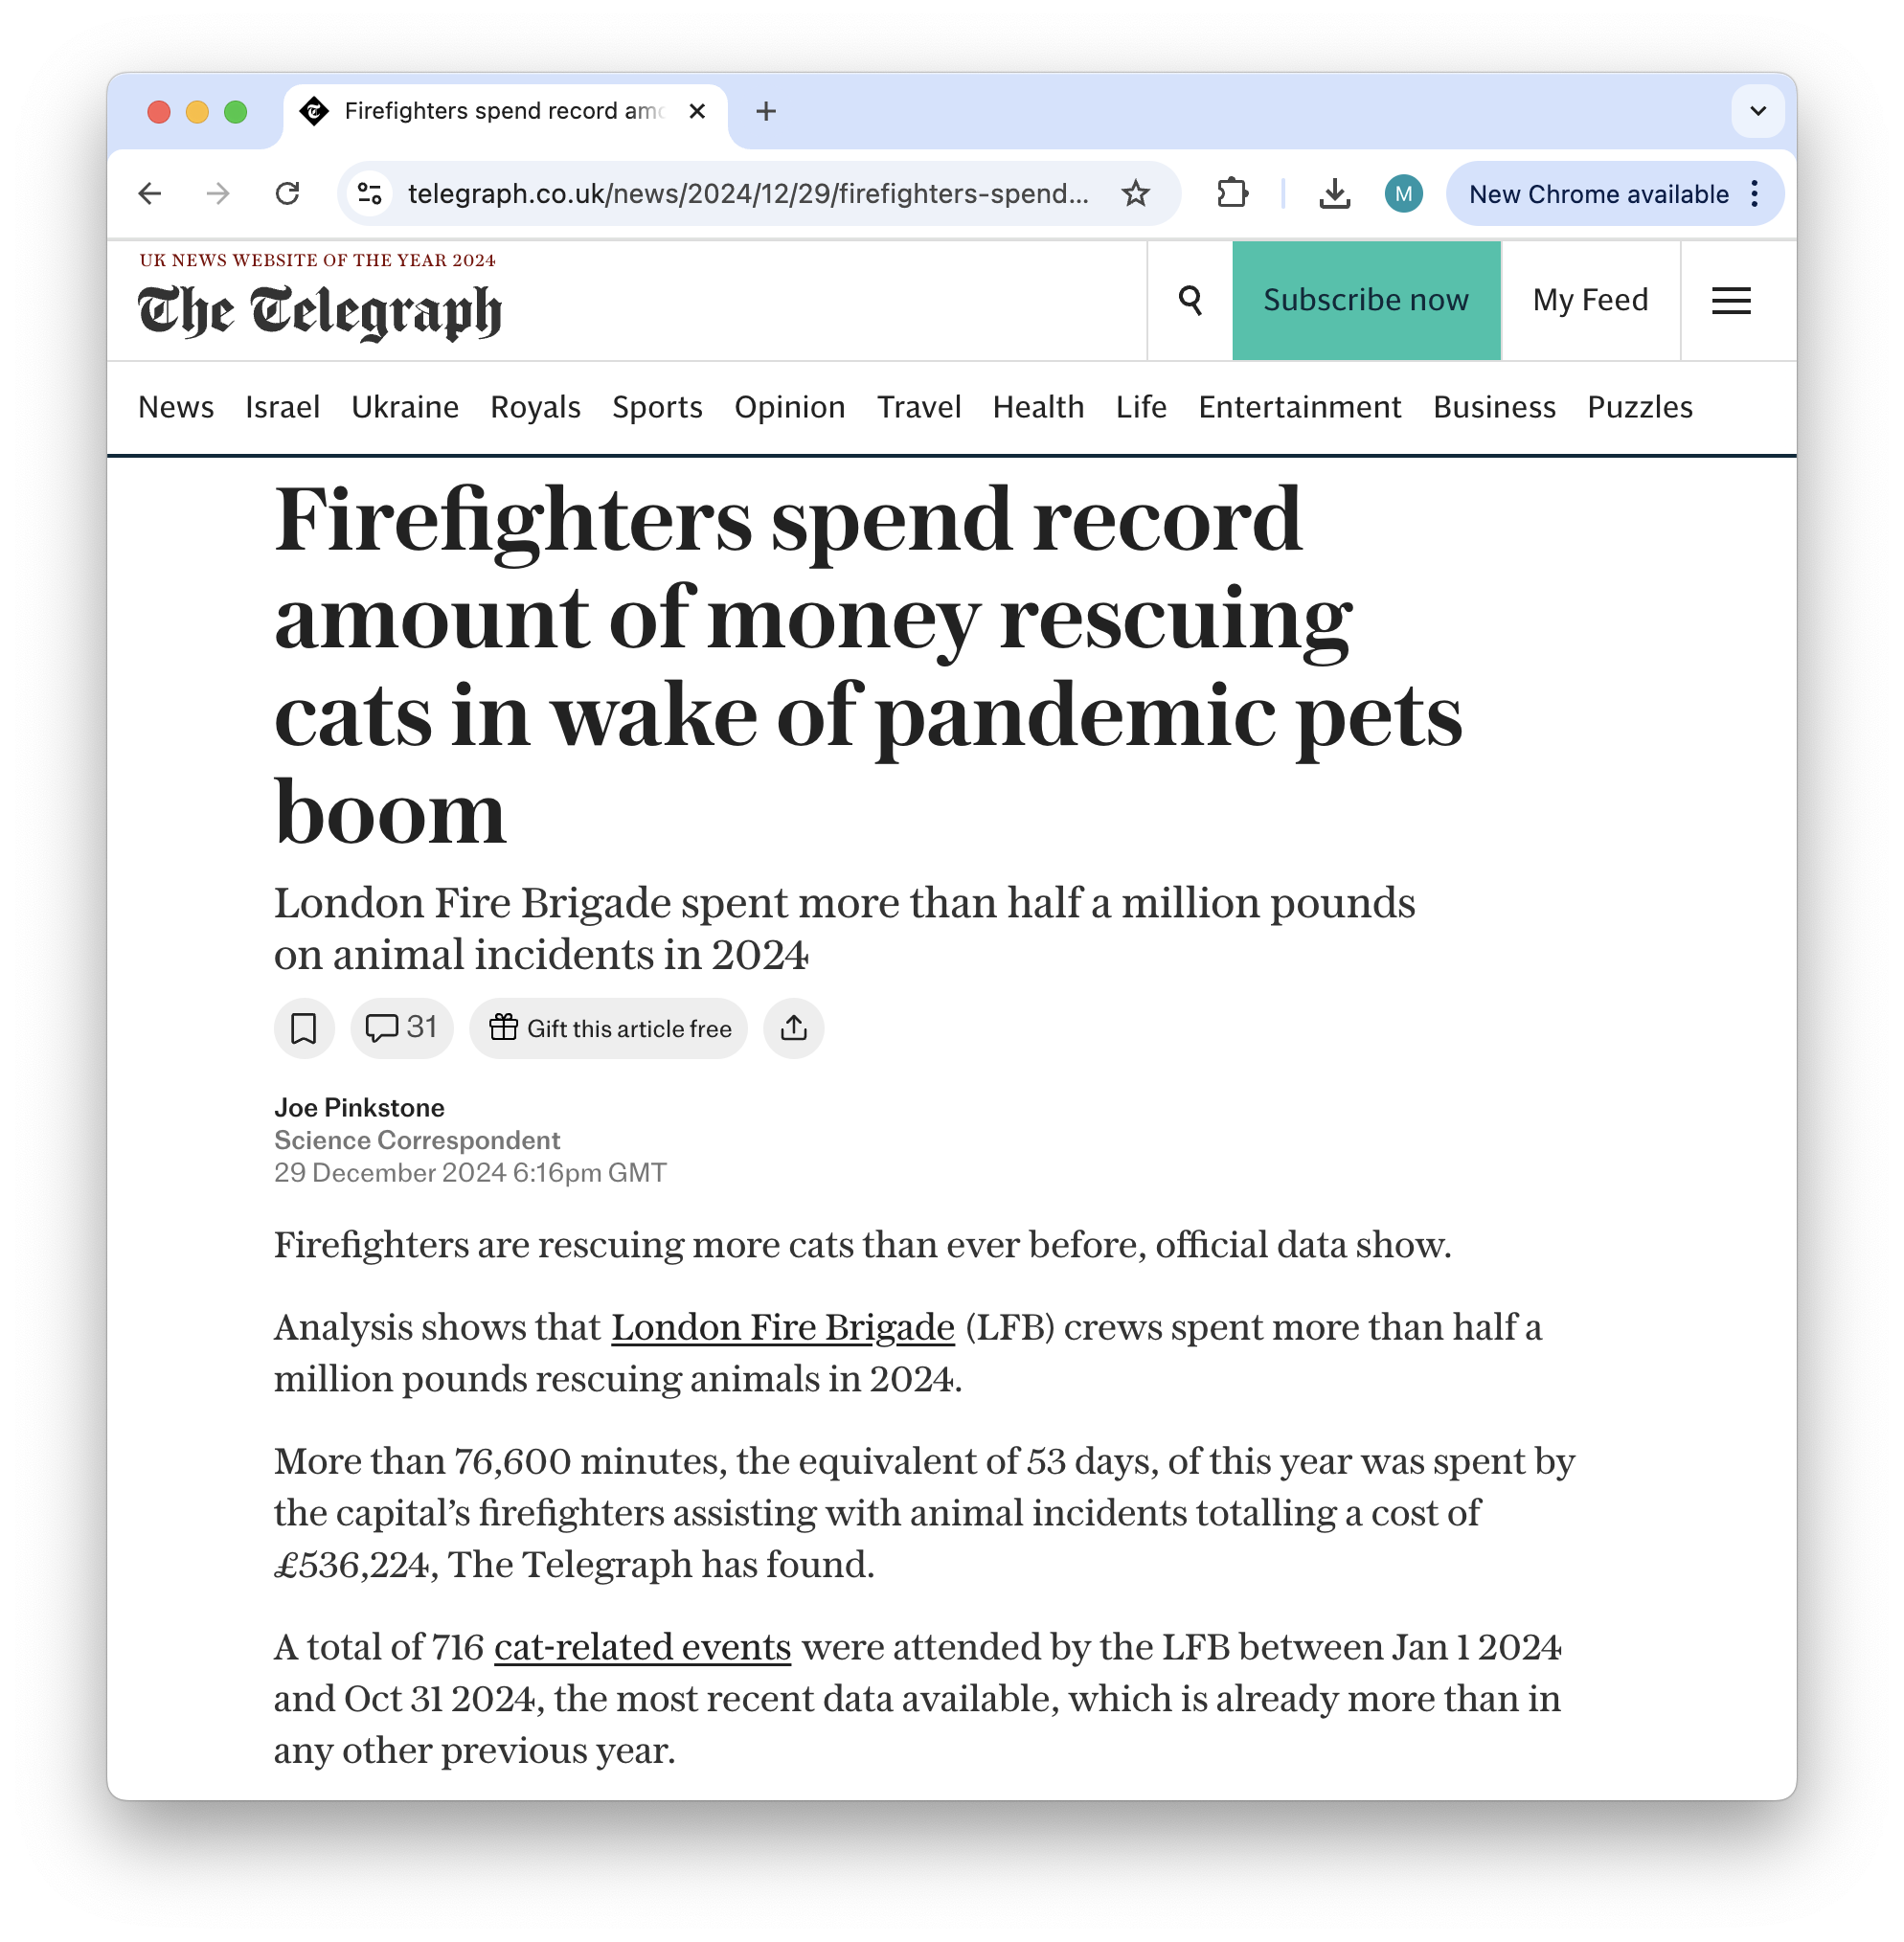 Firefighters spend record amo
telegraph.co.uk/news/2024/12/29/firefighters-spend...
M
New Chrome available
UK NEWS WEBSITE OF THE YEAR 2024
The Telegraph
Subscribe now
My Feed
News Israel Ukraine Royals Sports Opinion Travel Health Life Entertainment Business Puzzles
Firefighters spend record
amount of money rescuing
cats in wake of pandemic pets
boom
London Fire Brigade spent more than half a million pounds
on animal incidents in 2024
31
Gift this article free
Joe Pinkstone
Science Correspondent
29 December 2024 6:16pm GMT
Firefighters are rescuing more cats than ever before, official data show.
Analysis shows that London Fire Brigade (LFB) crews spent more than half a
million pounds rescuing animals in 2024.
More than 76,600 minutes, the equivalent of 53 days, of this year was spent by
the capital’s firefighters assisting with animal incidents totalling a cost of
£536,224, The Telegraph has found.
A total of 716 cat-related events were attended by the LFB between Jan 1 2024
and Oct 31 2024, the most recent data available, which is already more than in
any other previous year.